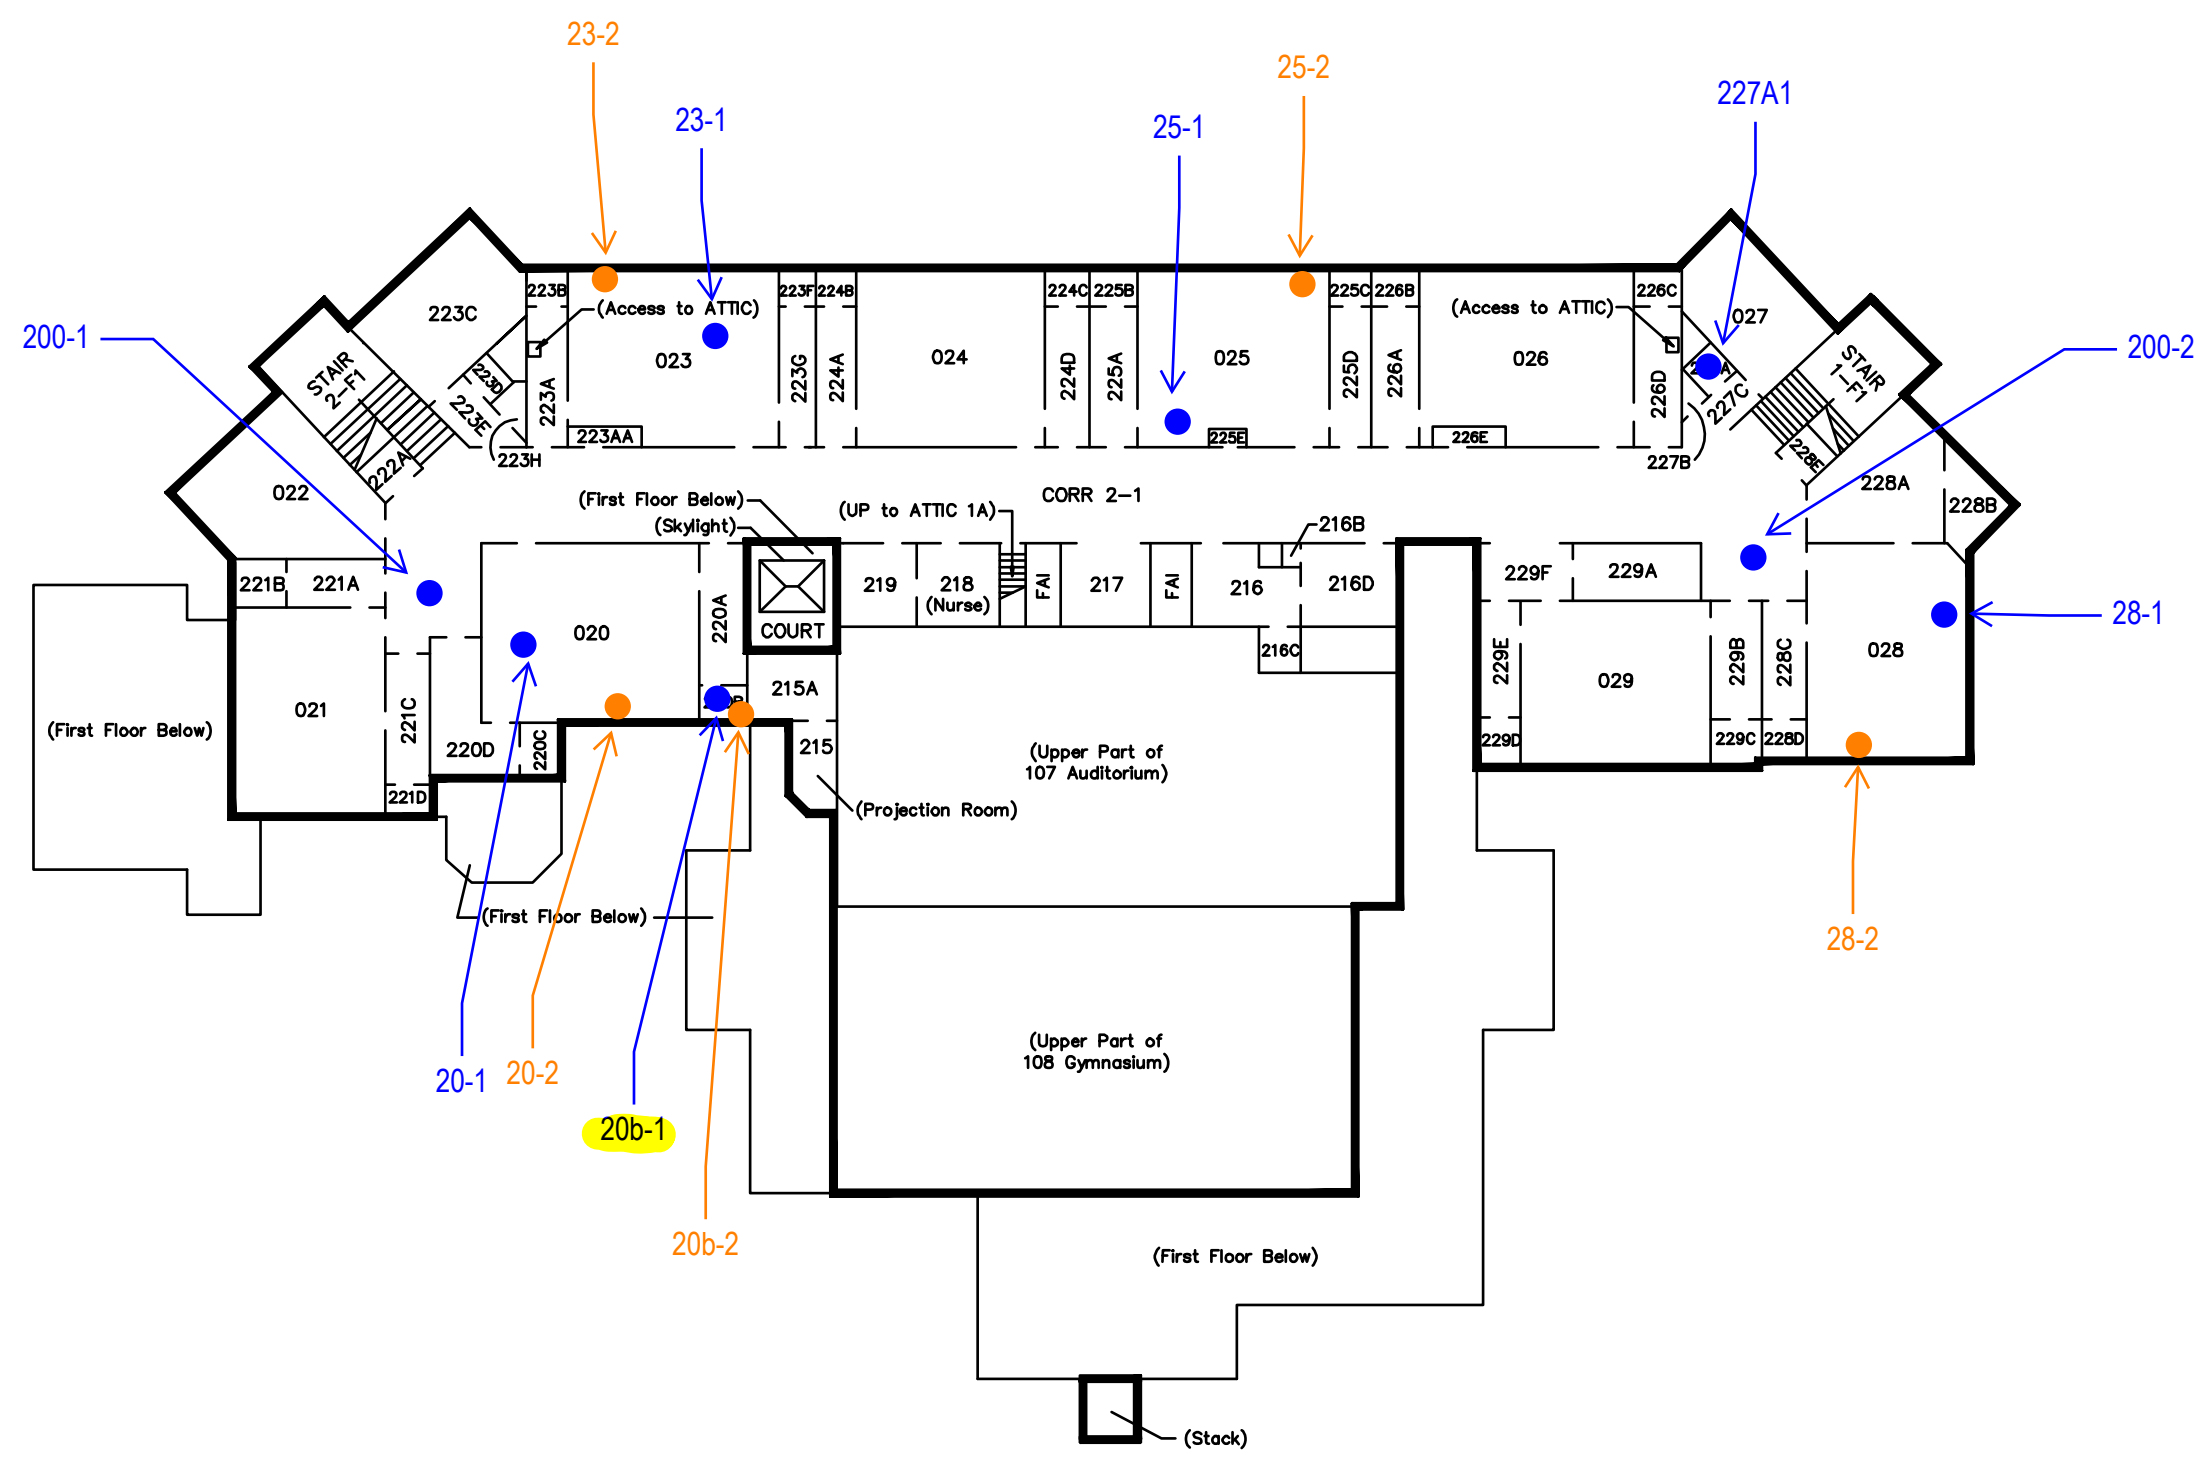 23-2
25-2
227A1
23-1
25-1
200-1
200-2
223C
223B
(Access to ATTIC)
223F
224B
224C
225B
225C
226B
(Access to ATTIC)
226C
027
STAIR
2-F1
223D
223E
223A
023
223G
224A
024
224D
225A
025
225D
226A
026
226D
227C
STAIR
1-F1
223AA
225E
226E
223H
227B
228E
022
222A
228A
228B
CORR 2-1
(First Floor Below)
(Skylight)
(UP to ATTIC 1A)
216B
221B
221A
020
220A
COURT
219
218
(Nurse)
FAI
217
FAI
216
216D
216C
229F
229A
28-1
229E
029
229B
228C
028
021
221C
215A
215
(First Floor Below)
220D
220C
221D
(Upper Part of
107 Auditorium)
229D
229C
228D
(Projection Room)
(First Floor Below)
28-2
20-1
20-2
20b-1
(Upper Part of
108 Gymnasium)
20b-2
(First Floor Below)
(Stack)